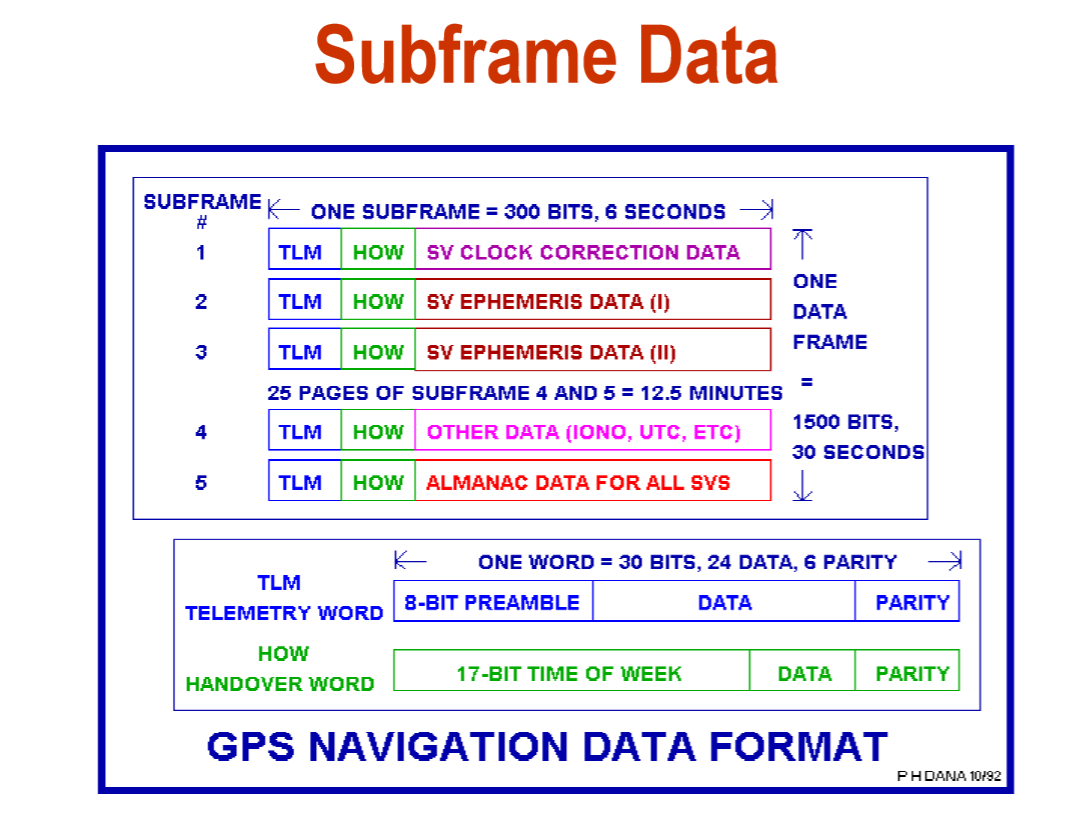 Subframe Data
SUBFRAME
#
ONE SUBFRAME = 300 BITS, 6 SECONDS
1 TLM HOW SV CLOCK CORRECTION DATA
2 TLM HOW SV EPHEMERIS DATA (I)
3 TLM HOW SV EPHEMERIS DATA (II)
25 PAGES OF SUBFRAME 4 AND 5 = 12.5 MINUTES
4 TLM HOW OTHER DATA (IONO, UTC, ETC)
5 TLM HOW ALMANAC DATA FOR ALL SVS
ONE
DATA
FRAME
=
1500 BITS,
30 SECONDS
ONE WORD = 30 BITS, 24 DATA, 6 PARITY
TLM
TELEMETRY WORD
8-BIT PREAMBLE DATA PARITY
HOW
HANDOVER WORD
17-BIT TIME OF WEEK DATA PARITY
GPS NAVIGATION DATA FORMAT
P H DANA 10/92